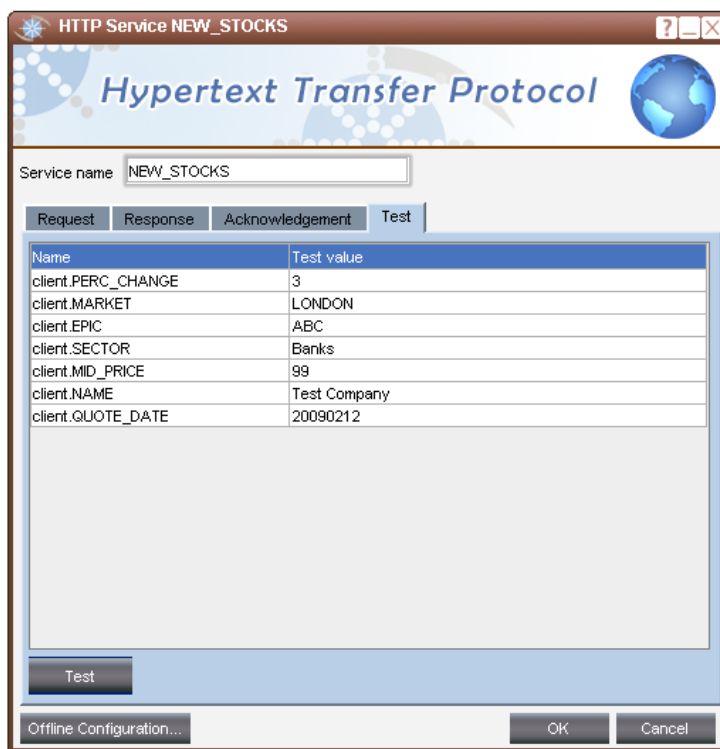 HTTP Service NEW_STOCKS
Hypertext Transfer Protocol
Service name NEW_STOCKS
Request Response Acknowledgement Test
Name Test value
client.PERC_CHANGE 3
client.MARKET LONDON
client.EPIC ABC
client.SECTOR Banks
client.MID_PRICE 99
client.NAME Test Company
client.QUOTE_DATE 20090212
Test
Offline Configuration... OK Cancel